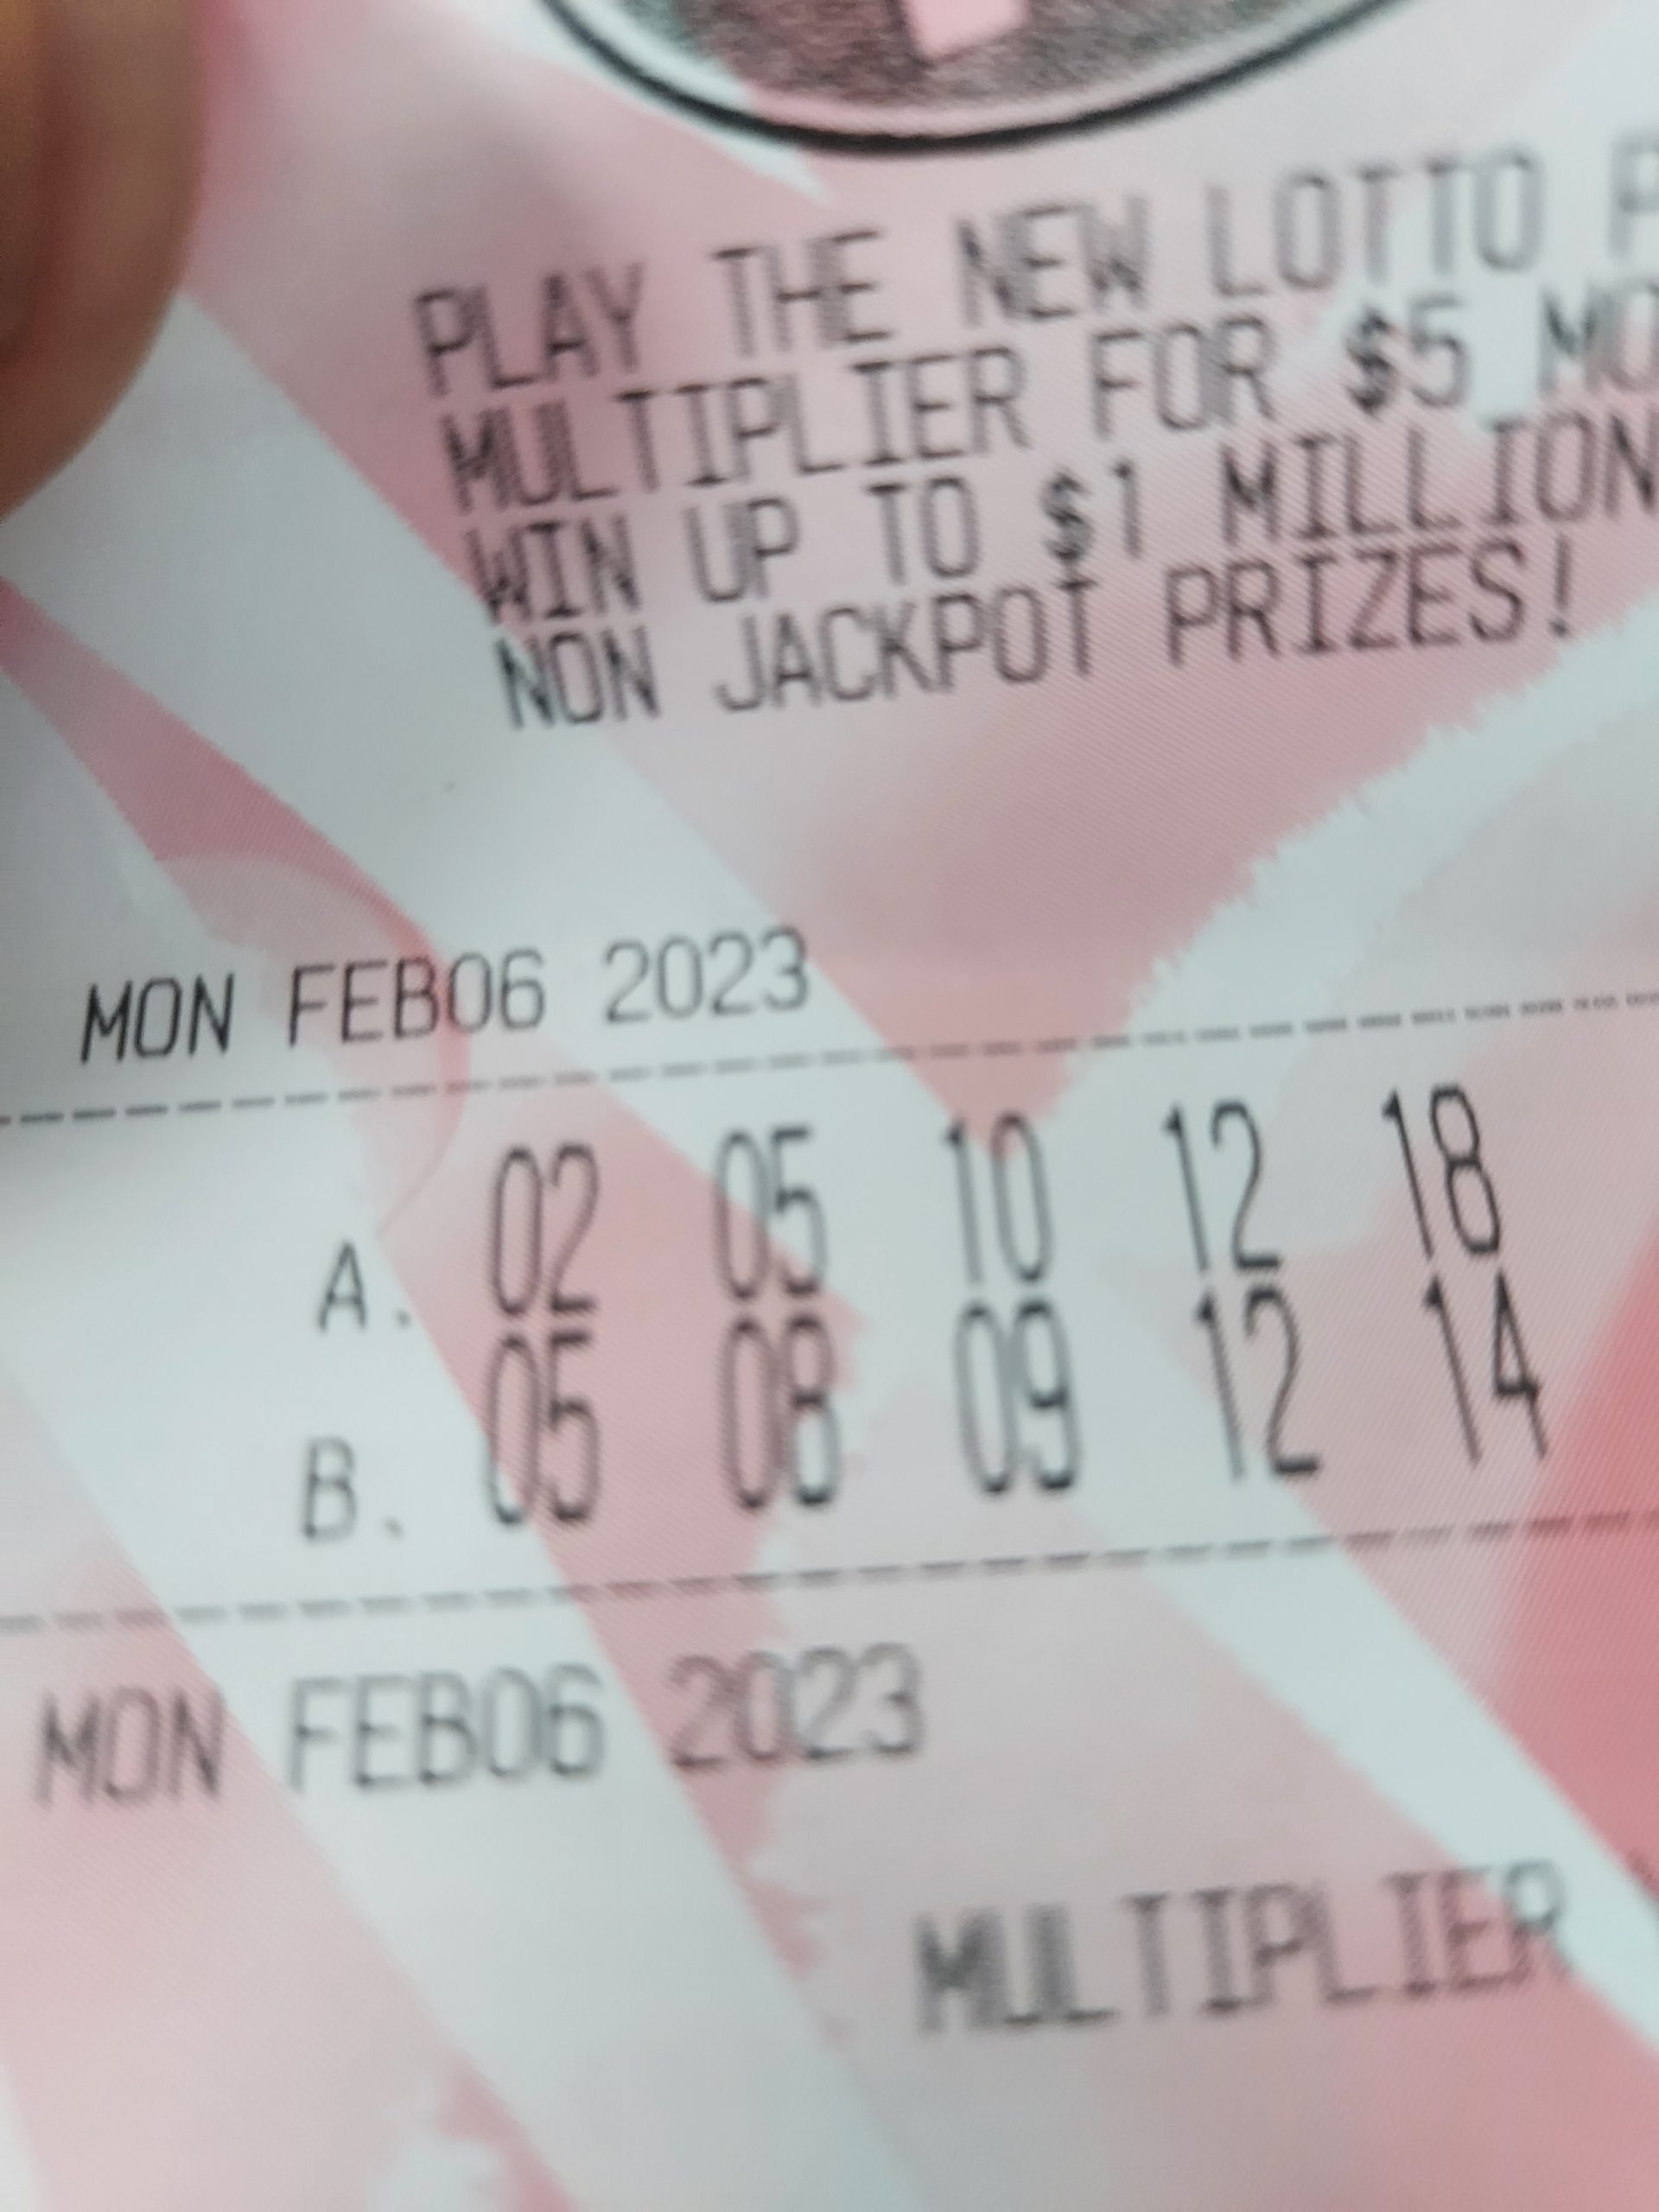 PLAY THE NEW LOTTO
MULTIPLIER FOR $5 MO
WIN UP TO $1 MILLION
NON JACKPOT PRIZES!
MON FEB06 2023
A. 02 05 10 12 18
B. 05 08 09 12 14
MON FEB06 2023
MULTIPLIER